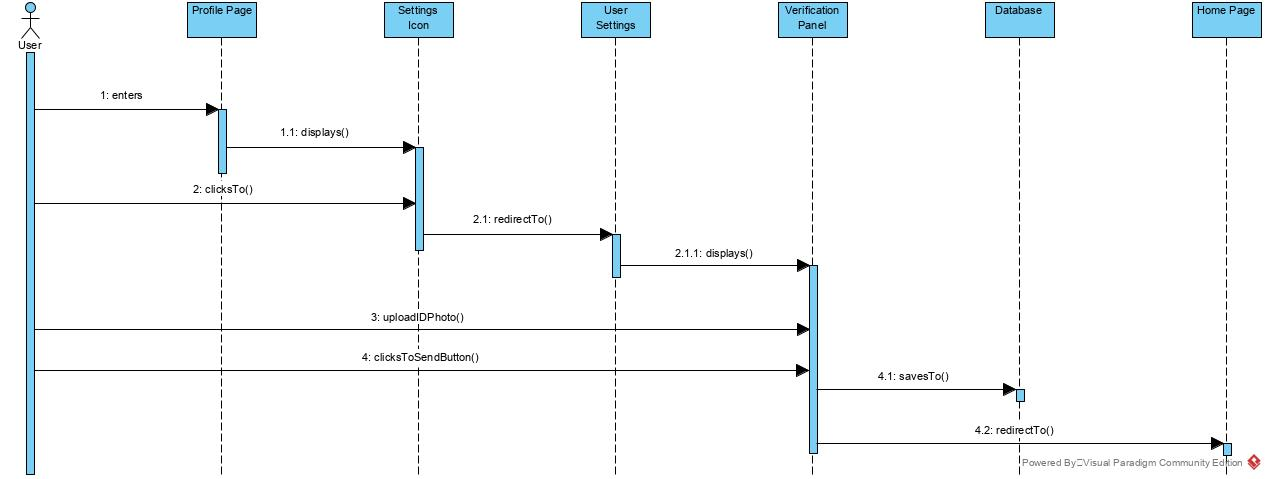 Profile Page
Settings
Icon
User
Settings
Verification
Panel
Database
Home Page
User
1: enters
1.1: displays()
2: clicksTo()
2.1: redirectTo()
2.1.1: displays()
3: uploadIDPhoto()
4: clicksToSendButton()
4.1: savesTo()
4.2: redirectTo()
Powered By Visual Paradigm Community Edition